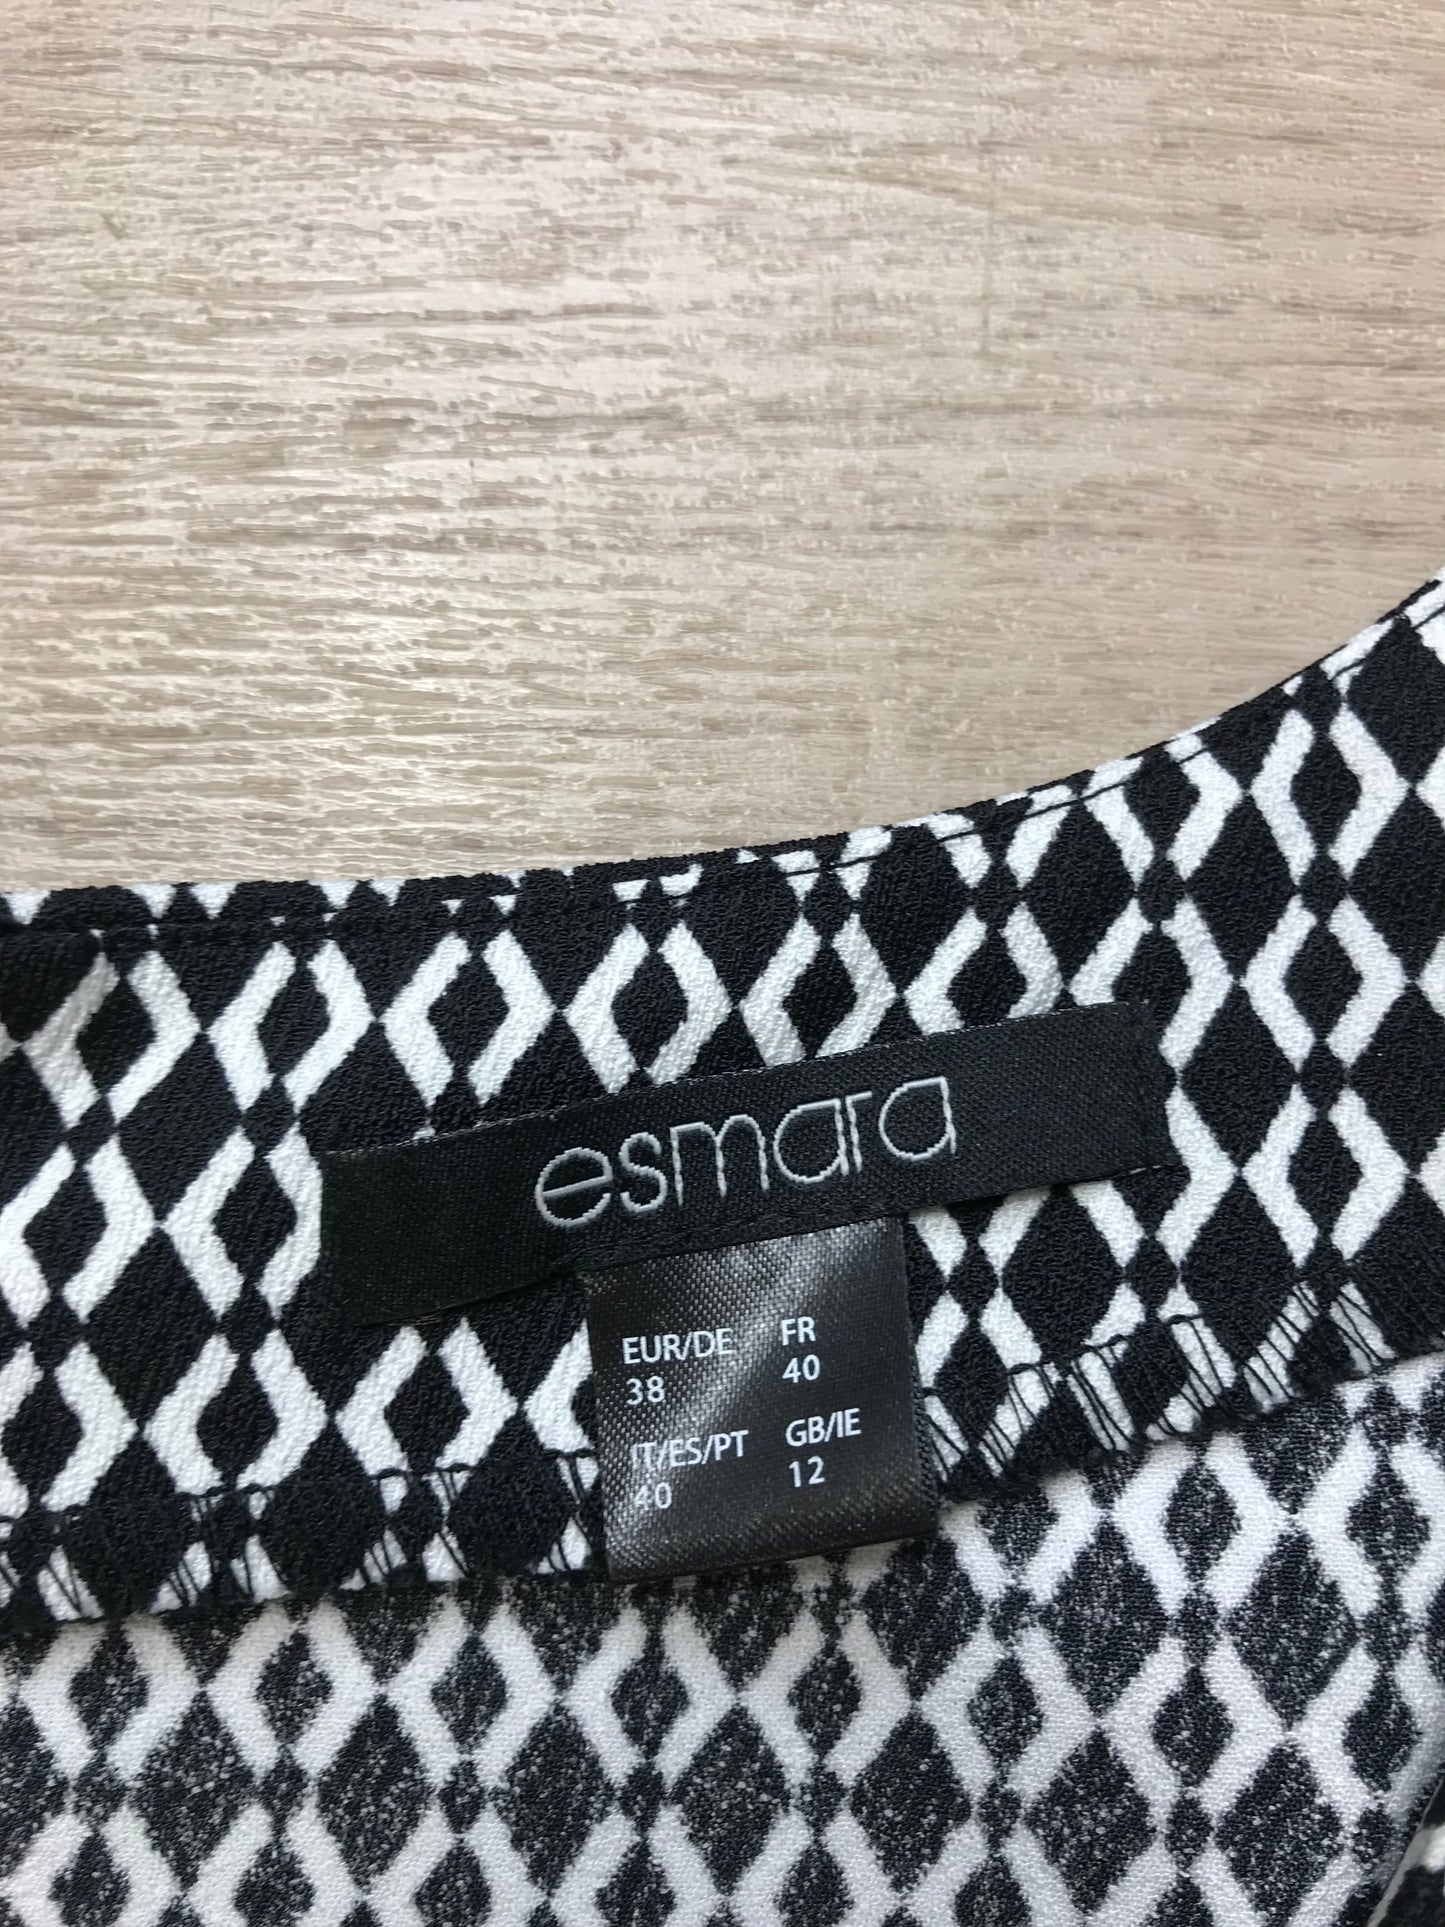 esmara
EUR/DE FR
38 40
IT/ES/PT GB/IE
40 12